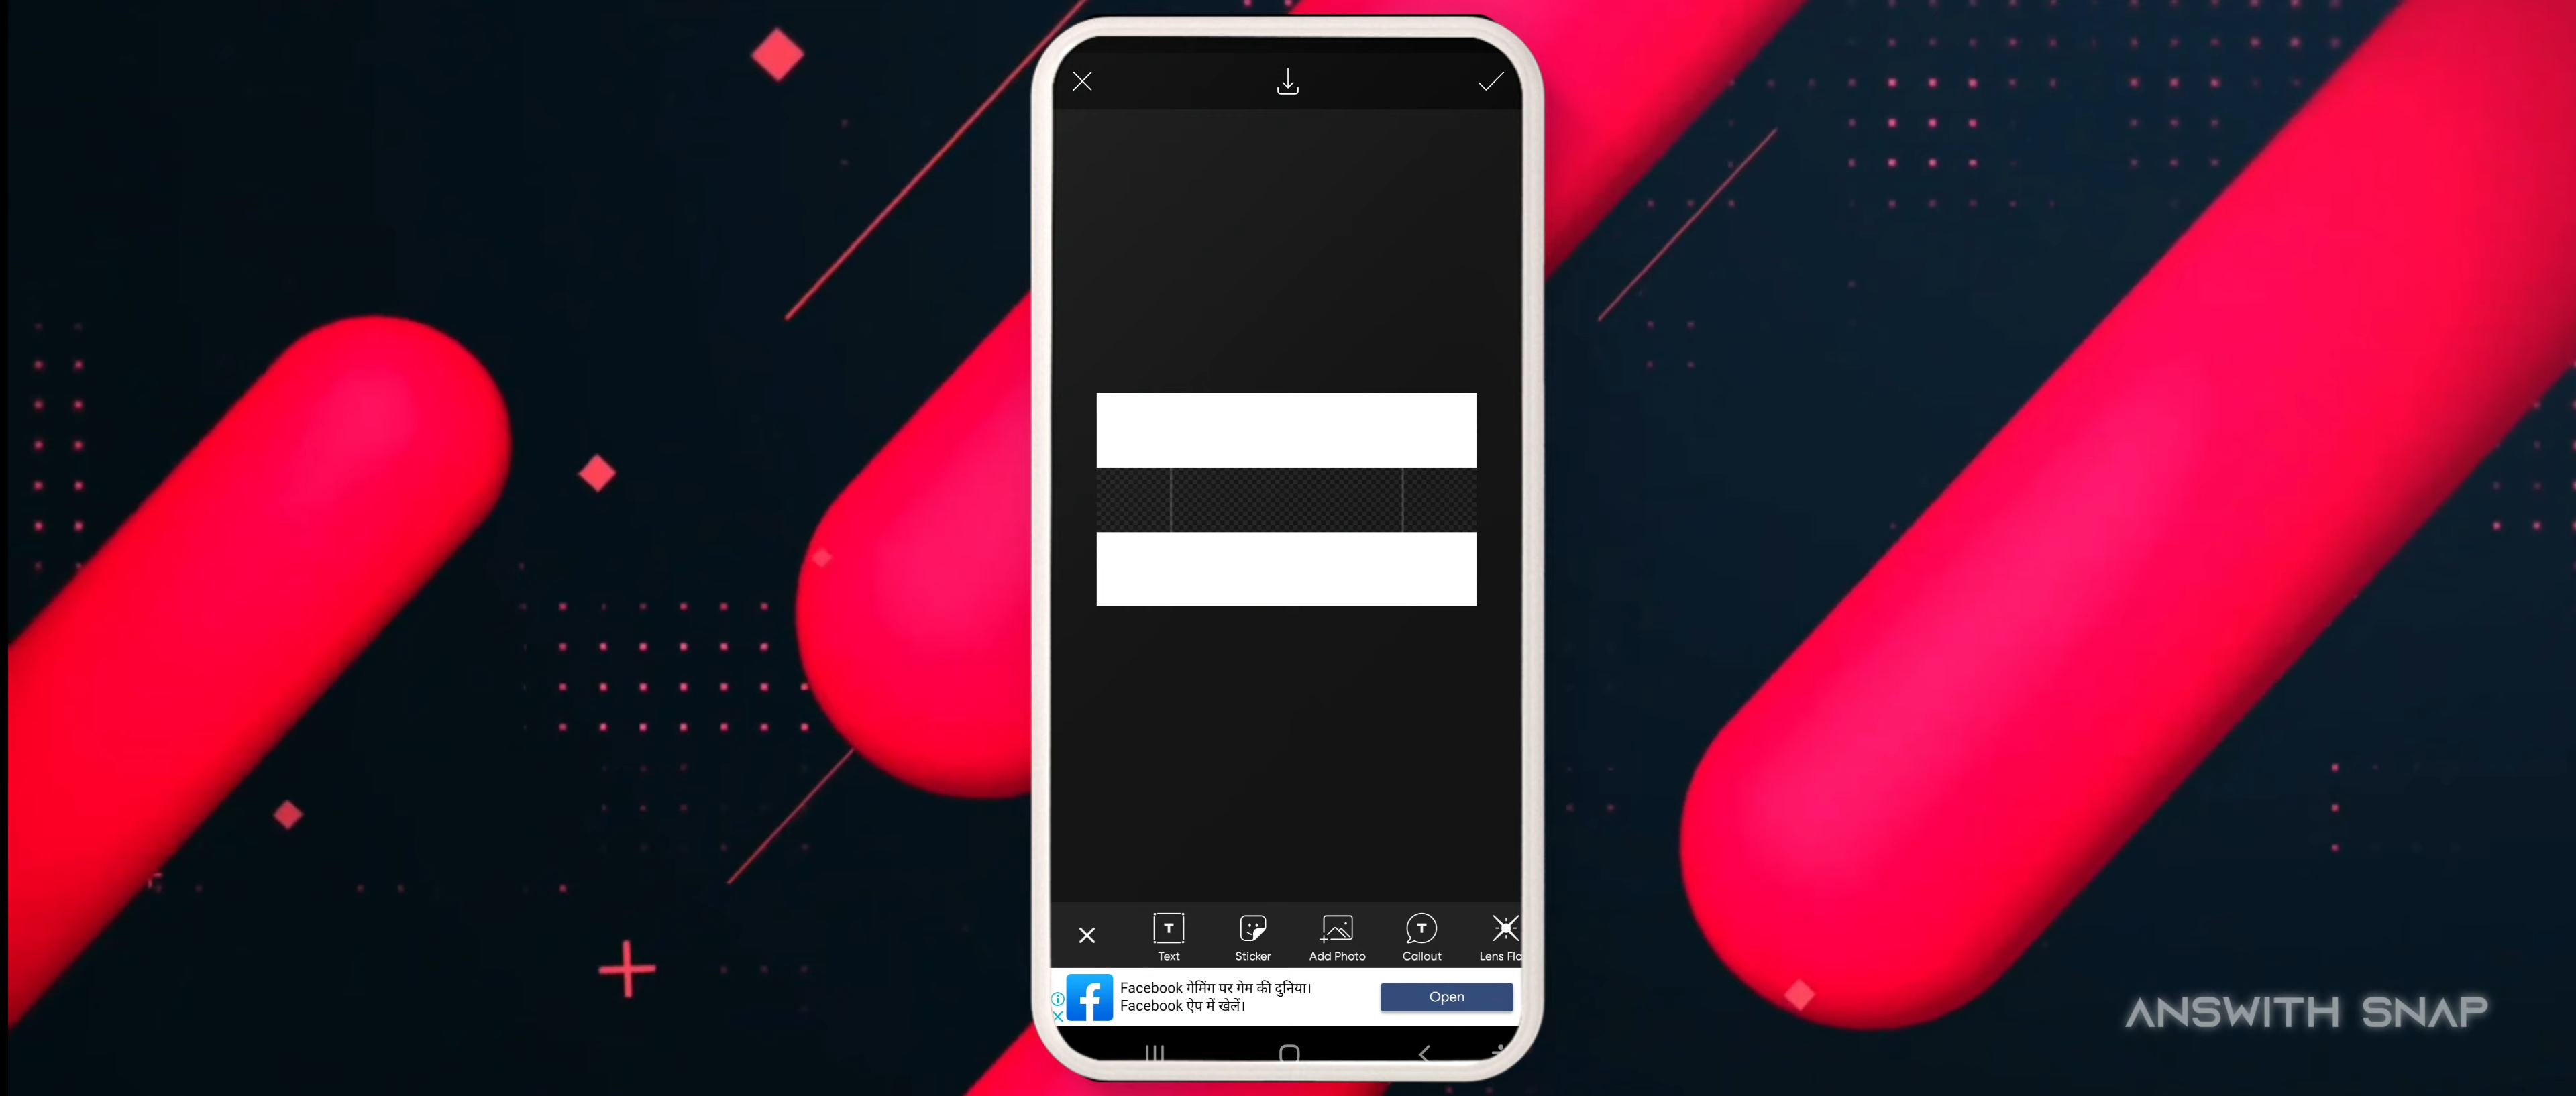 Text
Sticker
Add Photo
Callout
Lens Fla
Facebook गेमिंग पर गेम की दुनिया।
Facebook ऐप में खेलें।
Open
ANSWITH SNAP